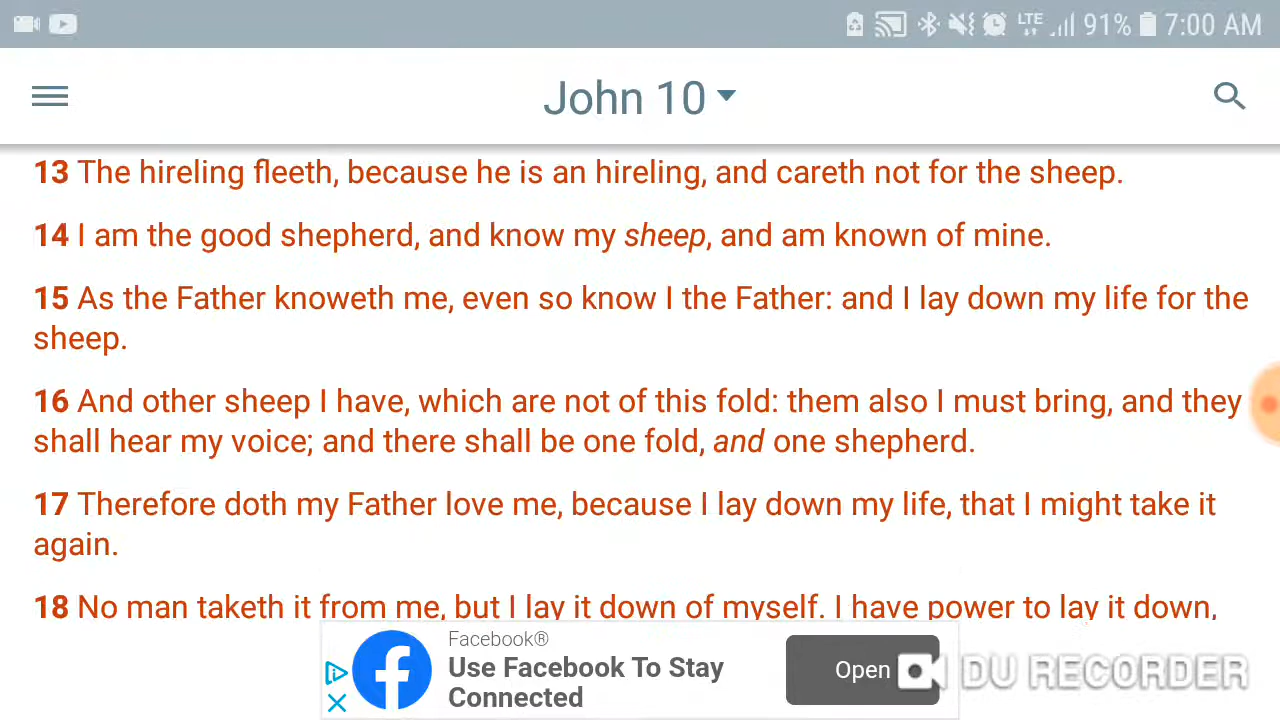 LTE 91% 7:00 AM
John 10
13 The hireling fleeth, because he is an hireling, and careth not for the sheep.
14 I am the good shepherd, and know my sheep, and am known of mine.
15 As the Father knoweth me, even so know I the Father: and I lay down my life for the
sheep.
16 And other sheep I have, which are not of this fold: them also I must bring, and they
shall hear my voice; and there shall be one fold, and one shepherd.
17 Therefore doth my Father love me, because I lay down my life, that I might take it
again.
18 No man taketh it from me, but I lay it down of myself. I have power to lay it down,
Facebook®
Use Facebook To Stay
Connected
Open
DU RECORDER